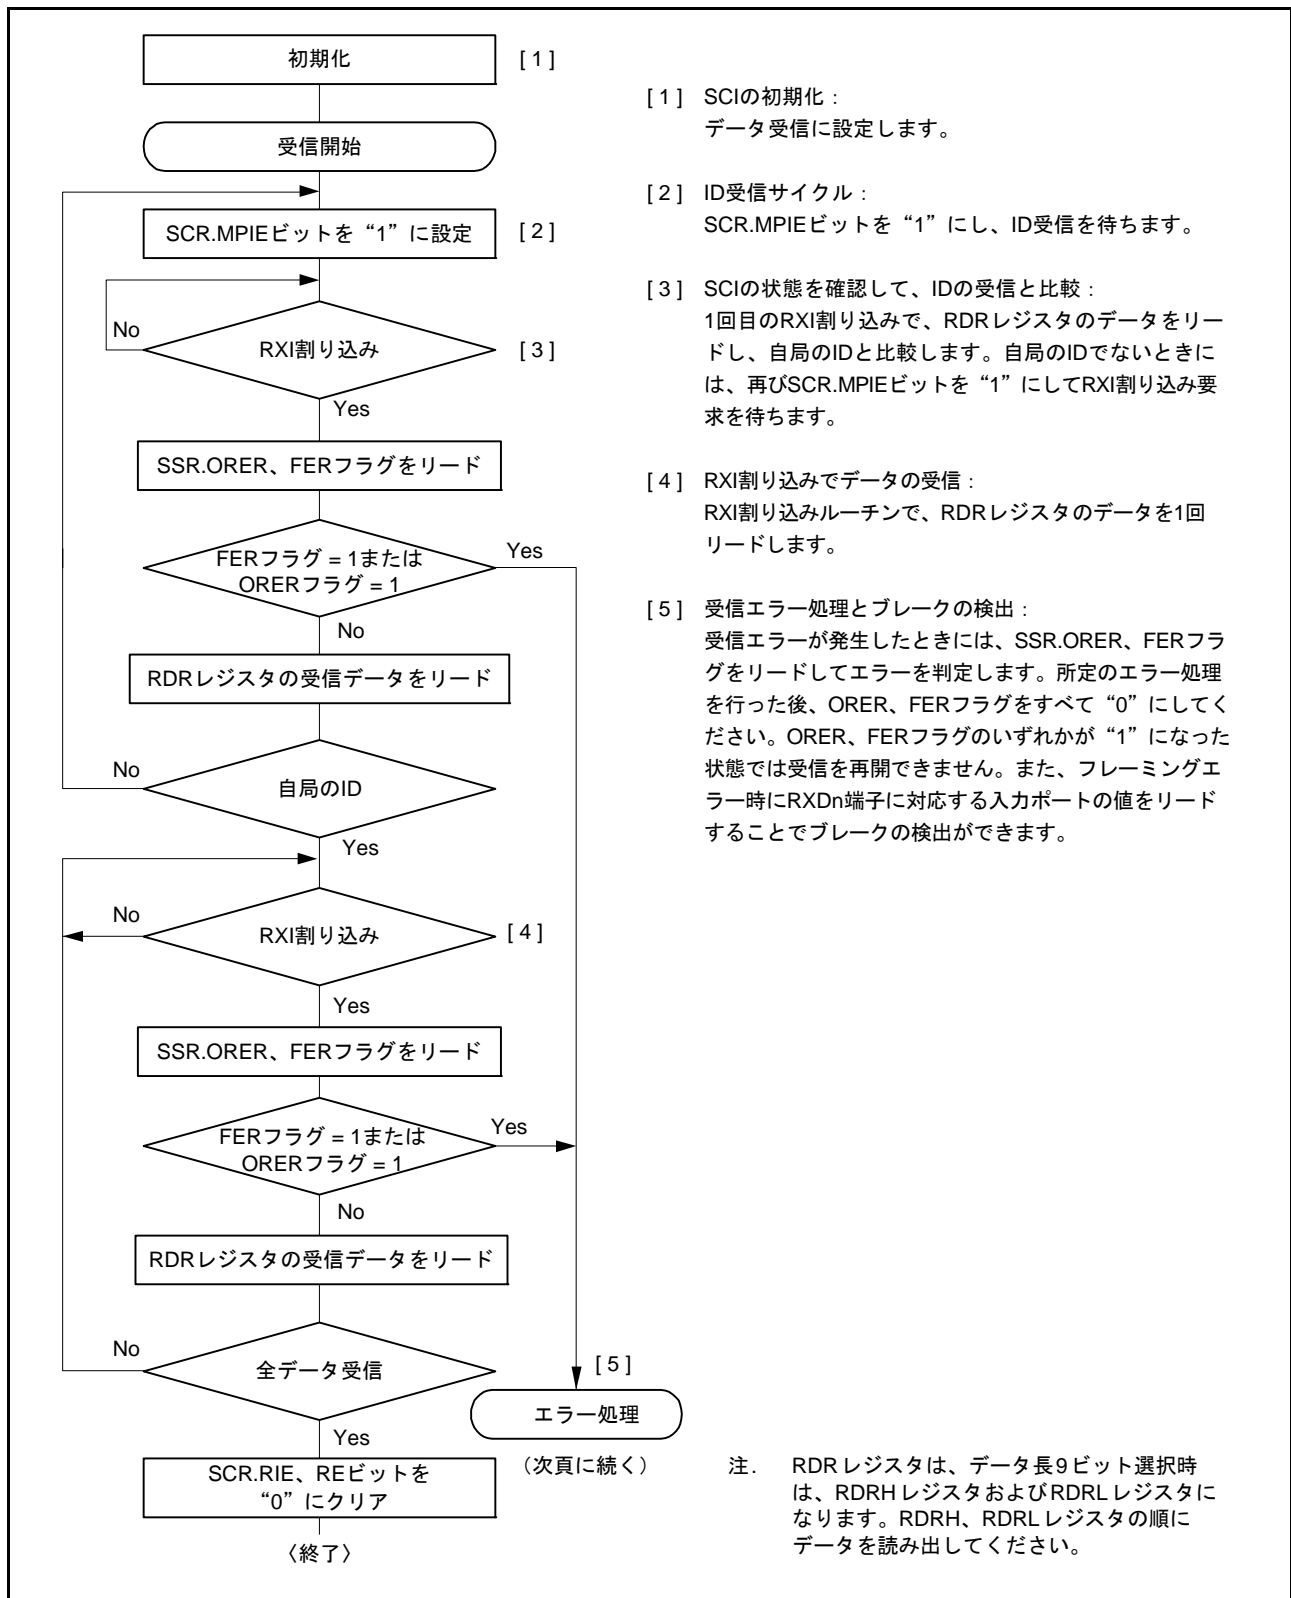 初期化
[ 1 ]
受信開始
SCR.MPIEビットを“1”に設定
[ 2 ]
No
RXI割り込み
[ 3 ]
Yes
SSR.ORER、FERフラグをリード
FERフラグ = 1または
ORERフラグ = 1
Yes
No
RDRレジスタの受信データをリード
No
自局のID
Yes
No
RXI割り込み
[ 4 ]
Yes
SSR.ORER、FERフラグをリード
FERフラグ = 1または
ORERフラグ = 1
Yes
No
RDRレジスタの受信データをリード
No
全データ受信
[ 5 ]
エラー処理
(次頁に続く)
Yes
SCR.RIE、REビットを
“0”にクリア
〈終了〉
[ 1 ] SCIの初期化：
データ受信に設定します。
[ 2 ] ID受信サイクル：
SCR.MPIEビットを“1”にし、ID受信を待ちます。
[ 3 ] SCIの状態を確認して、IDの受信と比較：
1回目のRXI割り込みで、RDRレジスタのデータをリー
ドし、自局のIDと比較します。自局のIDでないときに
は、再びSCR.MPIEビットを“1”にしてRXI割り込み要
求を待ちます。
[ 4 ] RXI割り込みでデータの受信：
RXI割り込みルーチンで、RDRレジスタのデータを1回
リードします。
[ 5 ] 受信エラー処理とブレークの検出：
受信エラーが発生したときには、SSR.ORER、FERフラ
グをリードしてエラーを判定します。所定のエラー処理
を行った後、ORER、FERフラグをすべて“0”にしてく
ださい。ORER、FERフラグのいずれかが“1”になった
状態では受信を再開できません。また、フレーミングエ
ラー時にRXDn端子に対応する入力ポートの値をリード
することでブレークの検出ができます。
注． RDRレジスタは、データ長9ビット選択時
は、RDRHレジスタおよびRDRLレジスタに
なります。RDRH、RDRLレジスタの順に
データを読み出してください。